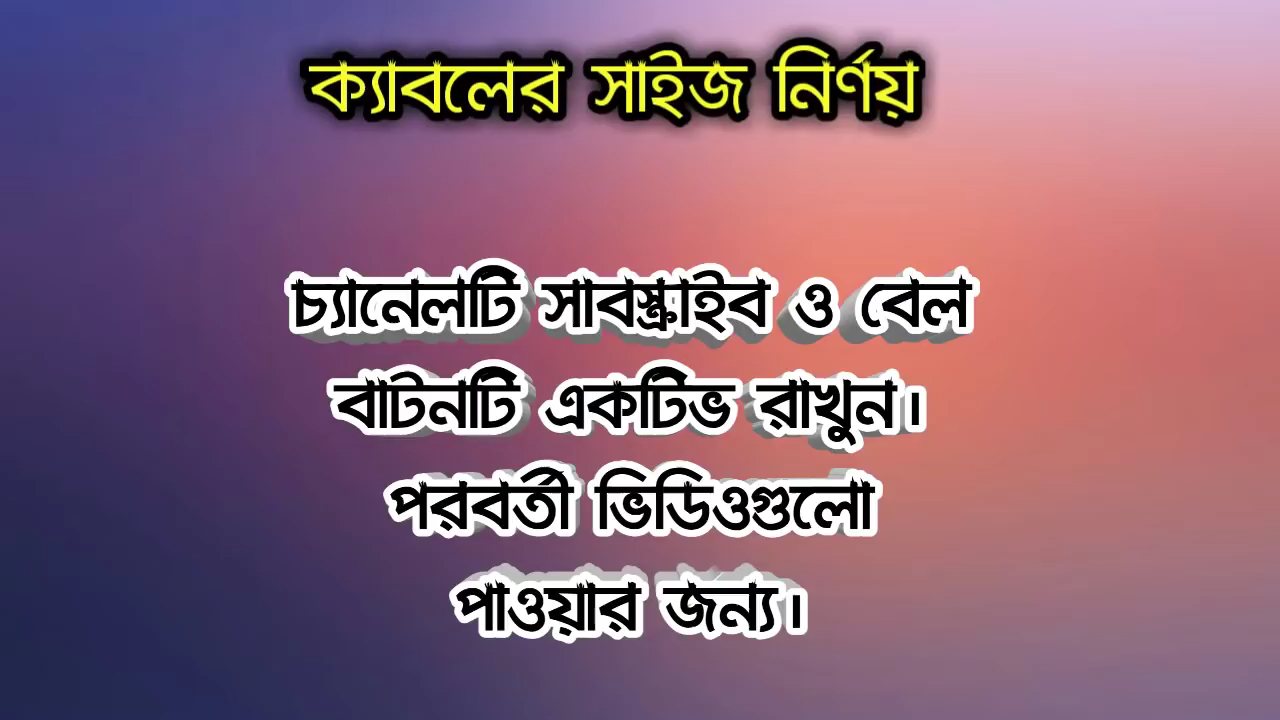 ক্যাবলের সাইজ নির্ণয়
চ্যানেলটি সাবস্ক্রাইব ও বেল
বাটনটি একটিভ রাখুন।
পরবর্তী ভিডিওগুলো
পাওয়ার জন্য।